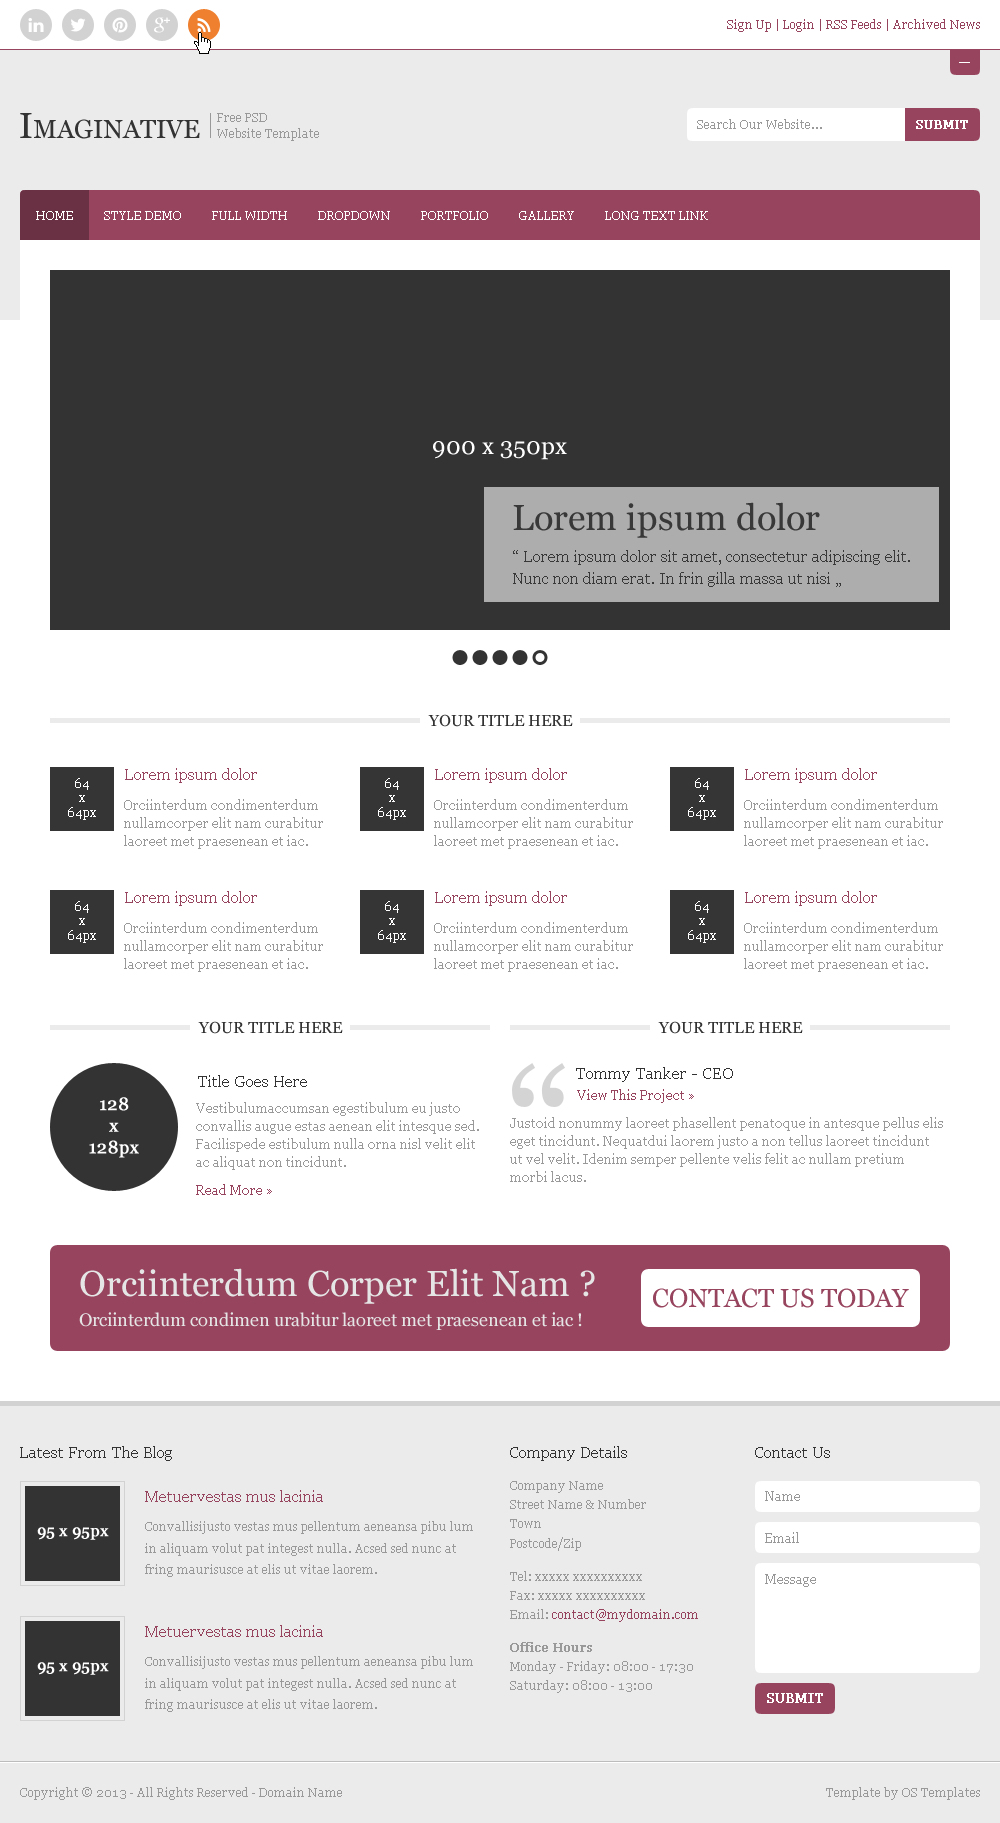 Sign Up | Login | RSS Feeds | Archived News
IMAGINATIVE
Free PSD
Website Template
Search Our Website...
SUBMIT
HOME STYLE DEMO FULL WIDTH DROPDOWN PORTFOLIO GALLERY LONG TEXT LINK
900 x 350px
Lorem ipsum dolor
“ Lorem ipsum dolor sit amet, consectetur adipiscing elit.
Nunc non diam erat. In frin gilla massa ut nisi „
YOUR TITLE HERE
64
x
64px
Lorem ipsum dolor
Orciinterdum condimenterdum
nullamcorper elit nam curabitur
laoreet met praesenean et iac.
64
x
64px
Lorem ipsum dolor
Orciinterdum condimenterdum
nullamcorper elit nam curabitur
laoreet met praesenean et iac.
64
x
64px
Lorem ipsum dolor
Orciinterdum condimenterdum
nullamcorper elit nam curabitur
laoreet met praesenean et iac.
64
x
64px
Lorem ipsum dolor
Orciinterdum condimenterdum
nullamcorper elit nam curabitur
laoreet met praesenean et iac.
64
x
64px
Lorem ipsum dolor
Orciinterdum condimenterdum
nullamcorper elit nam curabitur
laoreet met praesenean et iac.
64
x
64px
Lorem ipsum dolor
Orciinterdum condimenterdum
nullamcorper elit nam curabitur
laoreet met praesenean et iac.
YOUR TITLE HERE
128
x
128px
Title Goes Here
Vestibulumaccumsan egestibulum eu justo
convallis augue estas aenean elit intesque sed.
Facilispede estibulum nulla orna nisl velit elit
ac aliquat non tincidunt.
Read More »
YOUR TITLE HERE
“
Tommy Tanker - CEO
View This Project »
Justoid nonummy laoreet phasellent penatoque in antesque pellus elis
eget tincidunt. Nequatdui laorem justo a non tellus laoreet tincidunt
ut vel velit. Idenim semper pellente velis felit ac nullam pretium
morbi lacus.
Orciinterdum Corper Elit Nam ?
Orciinterdum condimen urabitur laoreet met praesenean et iac !
CONTACT US TODAY
Latest From The Blog
95 x 95px
Metuervestas mus lacinia
Convallisijusto vestas mus pellentum aeneansa pibu lum
in aliquam volut pat integest nulla. Acsed sed nunc at
fring maurisusce at elis ut vitae laorem.
95 x 95px
Metuervestas mus lacinia
Convallisijusto vestas mus pellentum aeneansa pibu lum
in aliquam volut pat integest nulla. Acsed sed nunc at
fring maurisusce at elis ut vitae laorem.
Company Details
Company Name
Street Name & Number
Town
Postcode/Zip
Tel: xxxxx xxxxxxxxxx
Fax: xxxxx xxxxxxxxxx
Email: contact@mydomain.com
Office Hours
Monday - Friday: 08:00 - 17:30
Saturday: 08:00 - 13:00
Contact Us
Name
Email
Message
SUBMIT
Copyright © 2013 - All Rights Reserved - Domain Name
Template by OS Templates